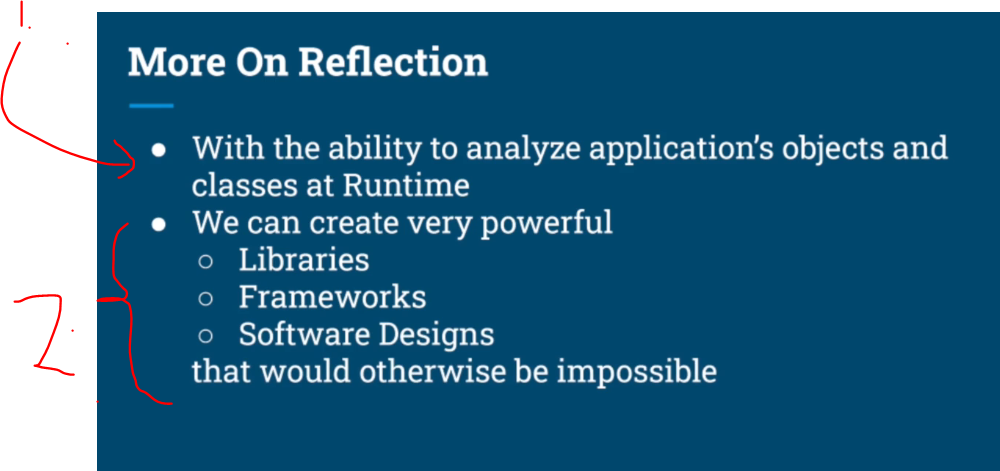 1.
More On Reflection
● With the ability to analyze application's objects and
classes at Runtime
● We can create very powerful
○ Libraries
○ Frameworks
○ Software Designs
that would otherwise be impossible
2.